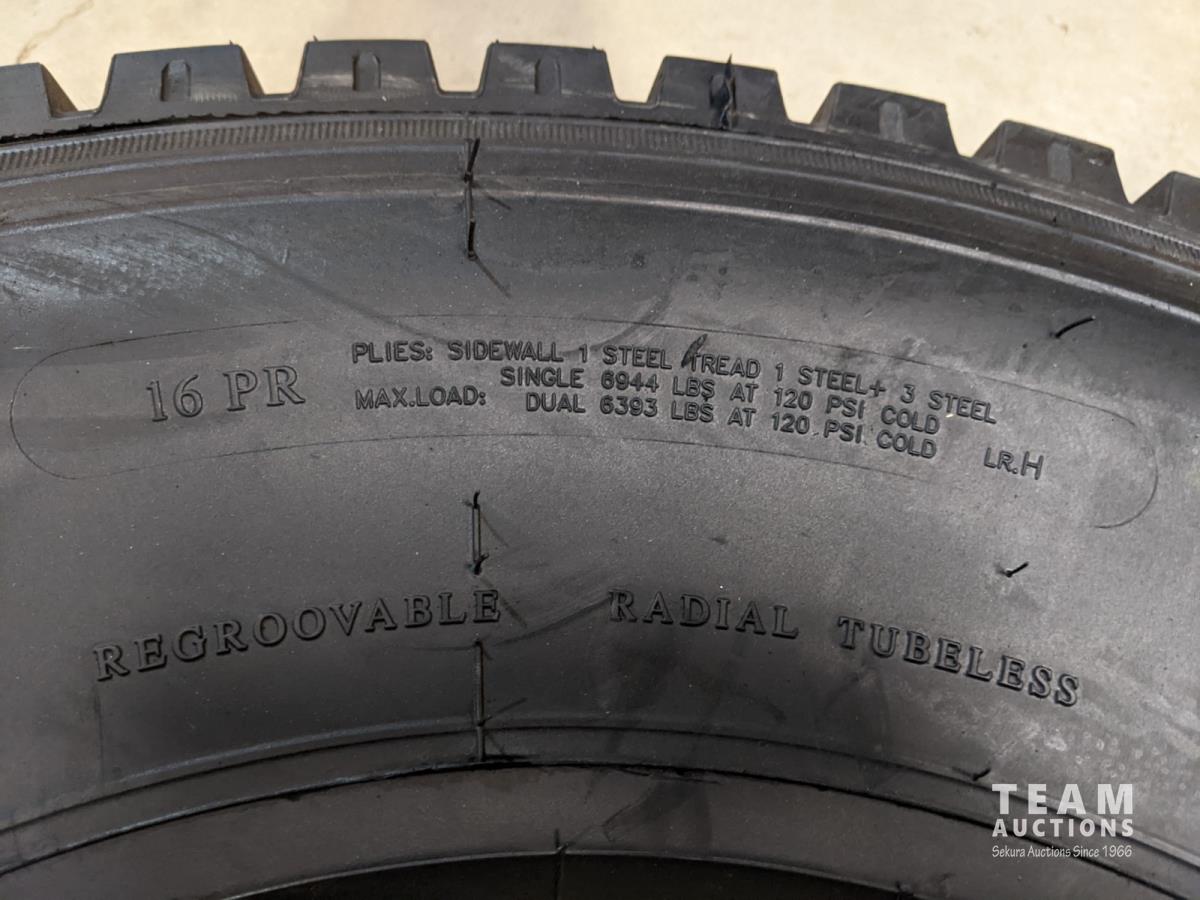 16 PR
PLIES: SIDEWALL 1 STEEL TREAD 1 STEEL+ 3 STEEL
SINGLE 6944 LBS AT 120 PSI COLD
MAX.LOAD: DUAL 6393 LBS AT 120 PSI COLD LR.H
REGROOVABLE RADIAL TUBELESS
TEAM
AUCTIONS
Sekura Auctions Since 1966